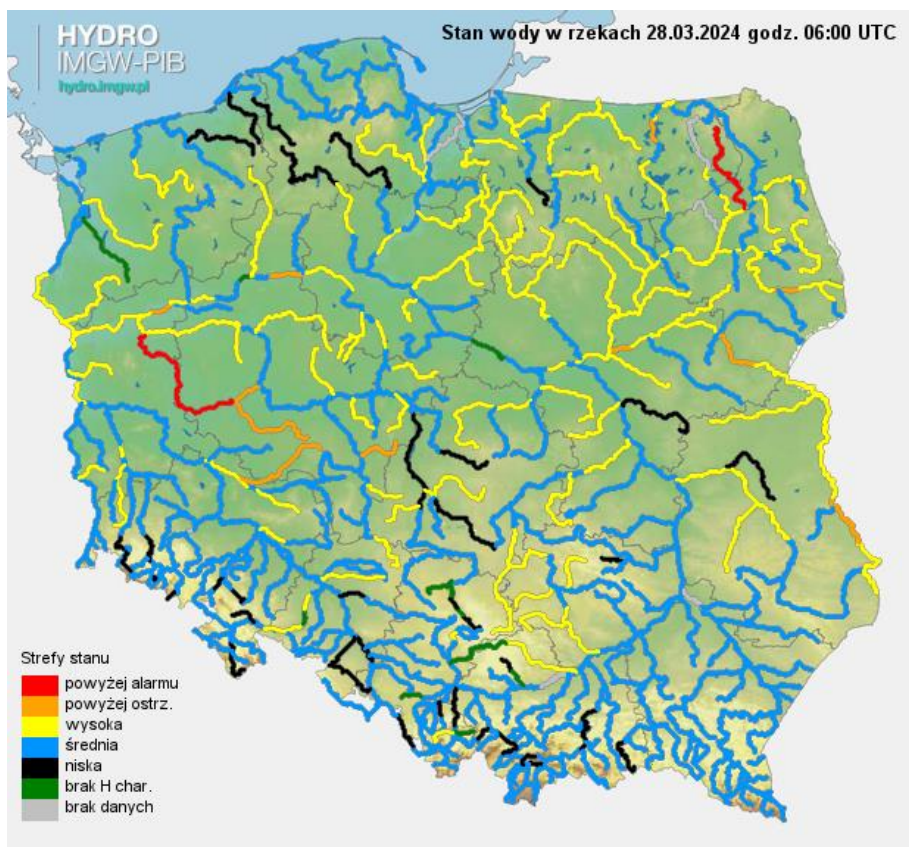 HYDRO
IMGW-PIB
hydro.imgw.pl
Stan wody w rzekach 28.03.2024 godz. 06:00 UTC
Strefy stanu
powyżej alarmu
powyżej ostrz.
wysoka
średnia
niska
brak H char.
brak danych